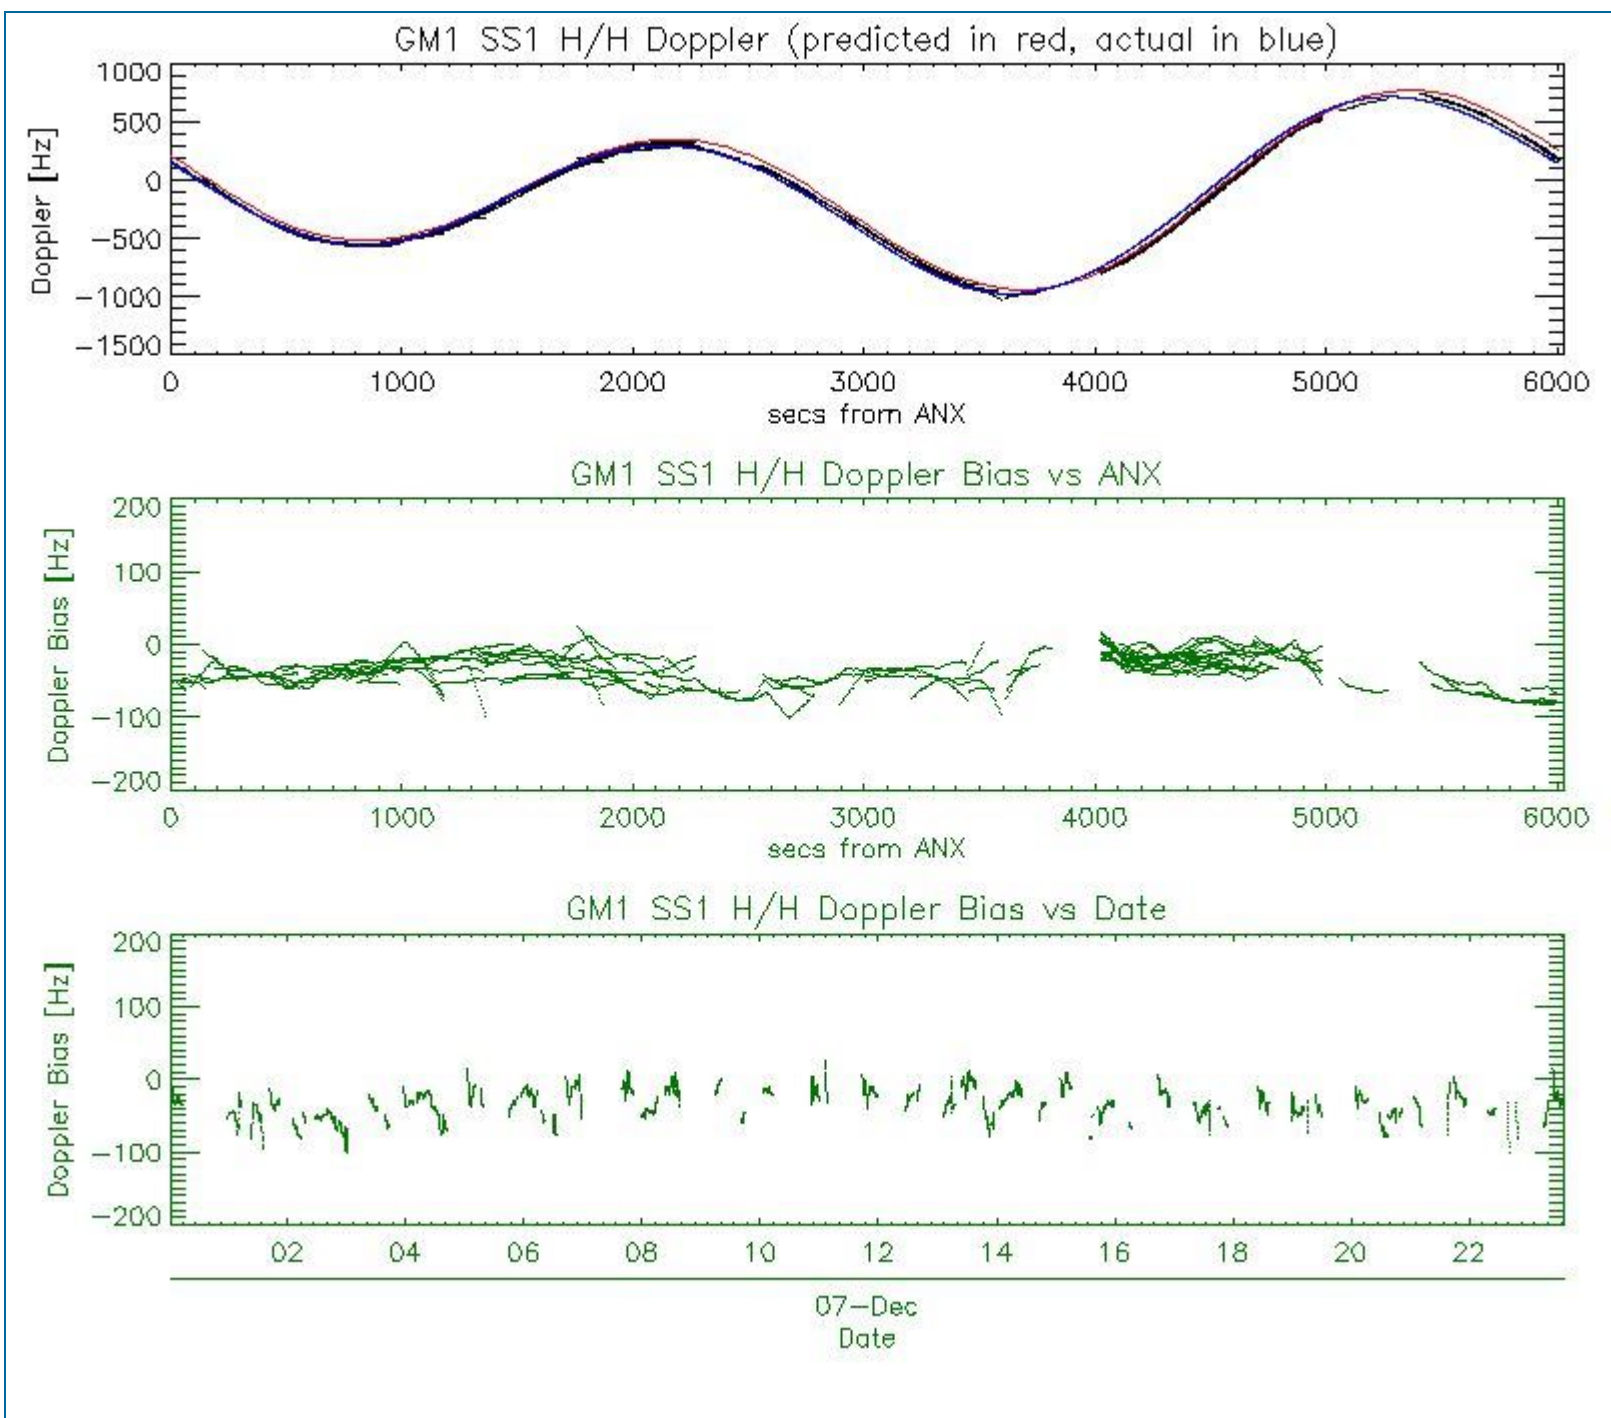 GM1 SS1 H/H Doppler (predicted in red, actual in blue)
1000
500
0
−500
−1000
−1500
Doppler [Hz]
0 1000 2000 3000 4000 5000 6000
secs from ANX
GM1 SS1 H/H Doppler Bias vs ANX
200
100
0
−100
−200
Doppler Bias [Hz]
0 1000 2000 3000 4000 5000 6000
secs from ANX
GM1 SS1 H/H Doppler Bias vs Date
200
100
0
−100
−200
Doppler Bias [Hz]
02 04 06 08 10 12 14 16 18 20 22
07−Dec
Date